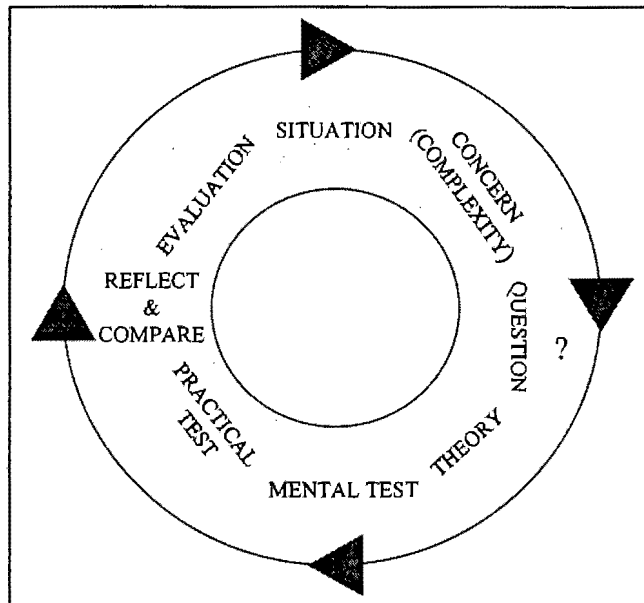 SITUATION
CONCERN
(COMPLEXITY)
QUESTION
?
THEORY
MENTAL TEST
PRACTICAL
TEST
REFLECT
&
COMPARE
EVALUATION